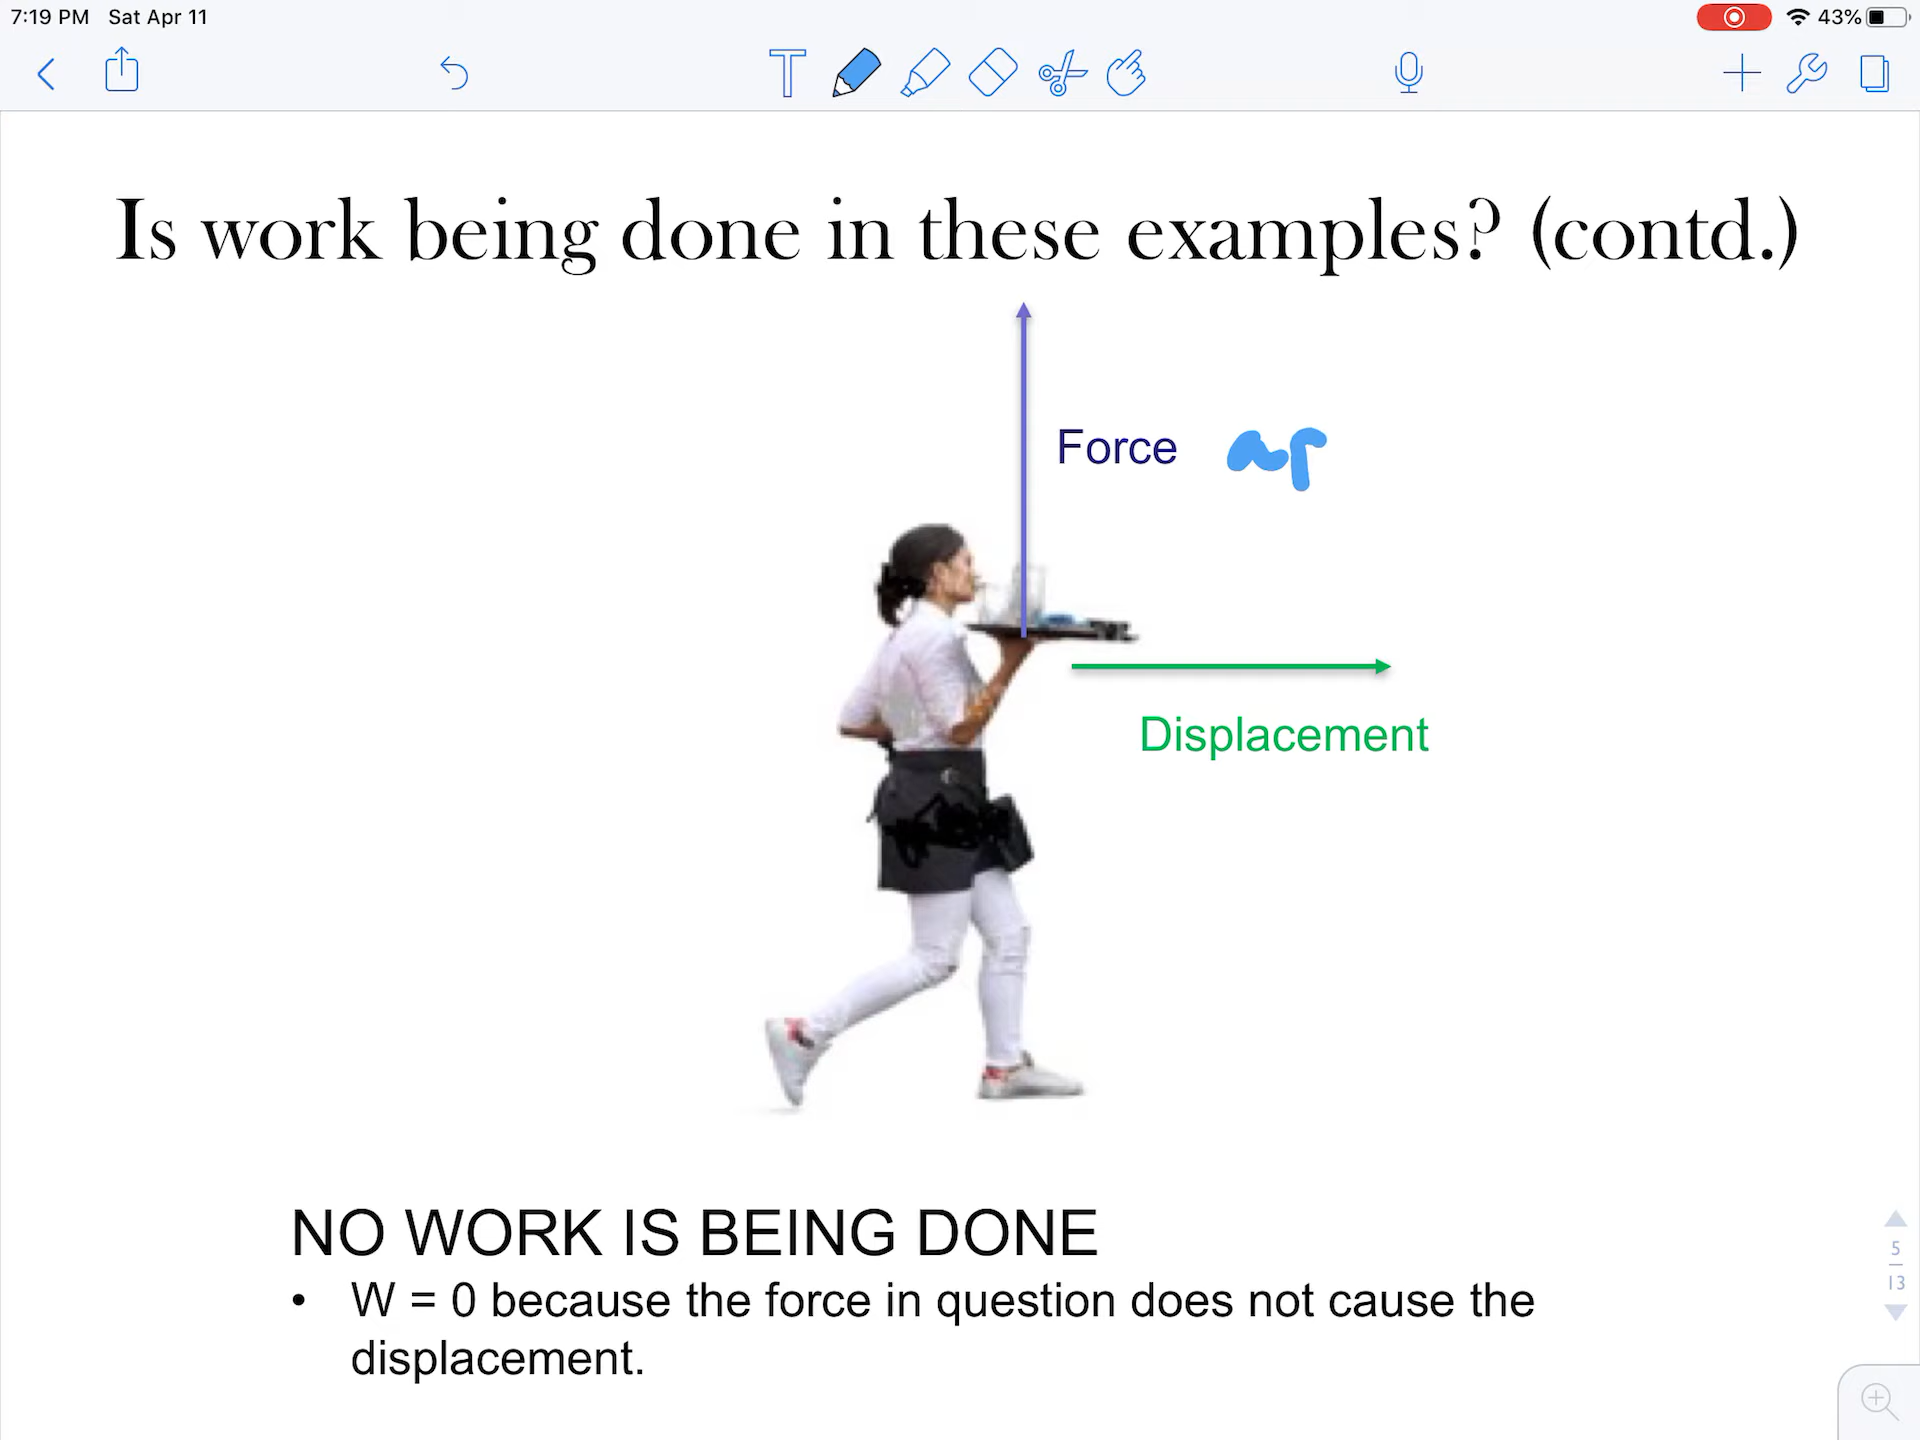 7:19 PM Sat Apr 11
43%
T
Is work being done in these examples? (contd.)
Force
Displacement
NO WORK IS BEING DONE
• W = 0 because the force in question does not cause the
displacement.
5
13